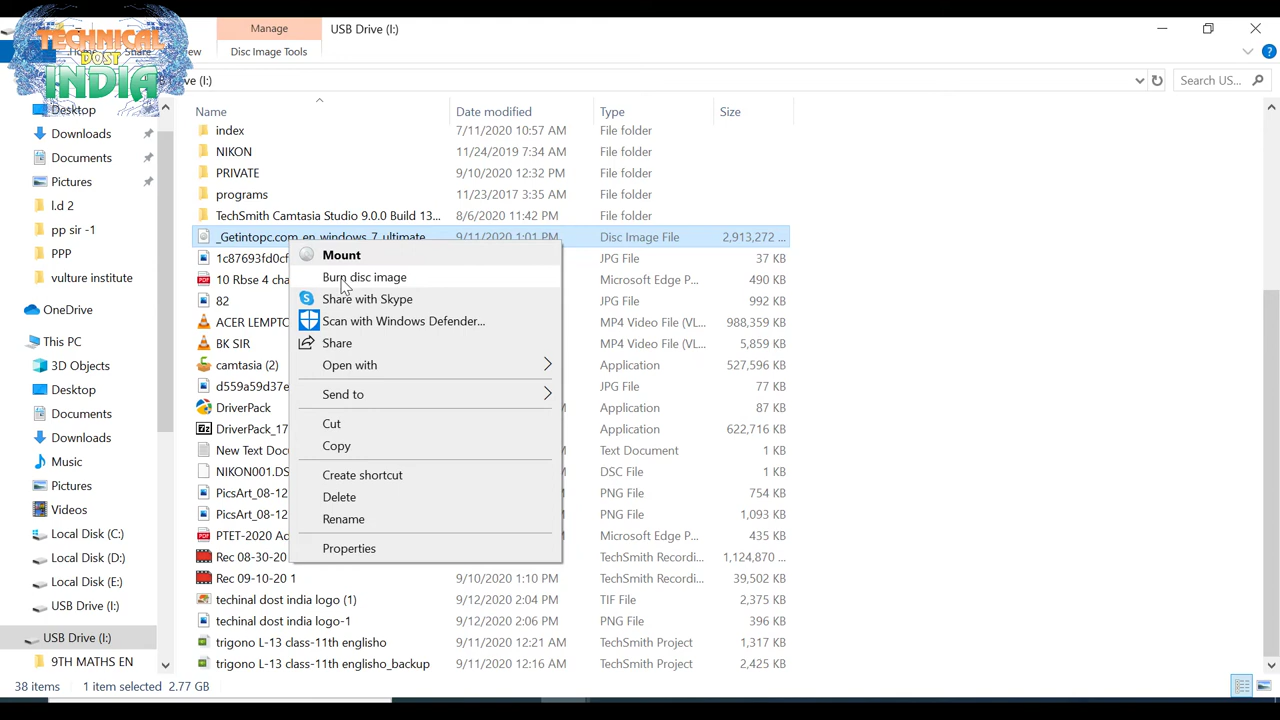 TECHNICAL
DOST
INDIA
Manage
USB Drive (I:)
Home
Share
View
Disc Image Tools
Drive (I:)
Search US...
Name
Date modified
Type
Size
index 7/11/2020 10:57 AM File folder
NIKON 11/24/2019 7:34 AM File folder
PRIVATE 9/10/2020 12:32 PM File folder
programs 11/23/2017 3:35 AM File folder
TechSmith Camtasia Studio 9.0.0 Build 13... 8/6/2020 11:42 PM File folder
_Getintopc.com_en_windows_7_ultimate_ 9/11/2020 1:01 PM Disc Image File 2,913,272 ...
1c87693fd0cf JPG File 37 KB
10 Rbse 4 cha Microsoft Edge P... 490 KB
82 JPG File 992 KB
ACER LEMPTO MP4 Video File (VL... 988,359 KB
BK SIR MP4 Video File (VL... 5,859 KB
camtasia (2) Application 527,596 KB
d559a59d37e JPG File 77 KB
DriverPack Application 87 KB
DriverPack_17 Application 622,716 KB
New Text Docu Text Document 1 KB
NIKON001.DS DSC File 1 KB
PicsArt_08-12 PNG File 754 KB
PicsArt_08-12 PNG File 1,093 KB
PTET-2020 Ad Microsoft Edge P... 435 KB
Rec 08-30-20 TechSmith Recordi... 1,124,870 ...
Rec 09-10-20 1 9/10/2020 1:10 PM TechSmith Recordi... 39,502 KB
techinal dost india logo (1) 9/12/2020 2:04 PM TIF File 2,375 KB
techinal dost india logo-1 9/12/2020 2:06 PM PNG File 396 KB
trigono L-13 class-11th englisho 9/11/2020 12:21 AM TechSmith Project 1,317 KB
trigono L-13 class-11th englisho_backup 9/11/2020 12:16 AM TechSmith Project 2,425 KB
Mount
Burn disc image
Share with Skype
Scan with Windows Defender...
Share
Open with
Send to
Cut
Copy
Create shortcut
Delete
Rename
Properties
Desktop
Downloads
Documents
Pictures
l.d 2
pp sir -1
PPP
vulture institute
OneDrive
This PC
3D Objects
Desktop
Documents
Downloads
Music
Pictures
Videos
Local Disk (C:)
Local Disk (D:)
Local Disk (E:)
USB Drive (I:)
USB Drive (I:)
9TH MATHS EN
38 items
1 item selected 2.77 GB